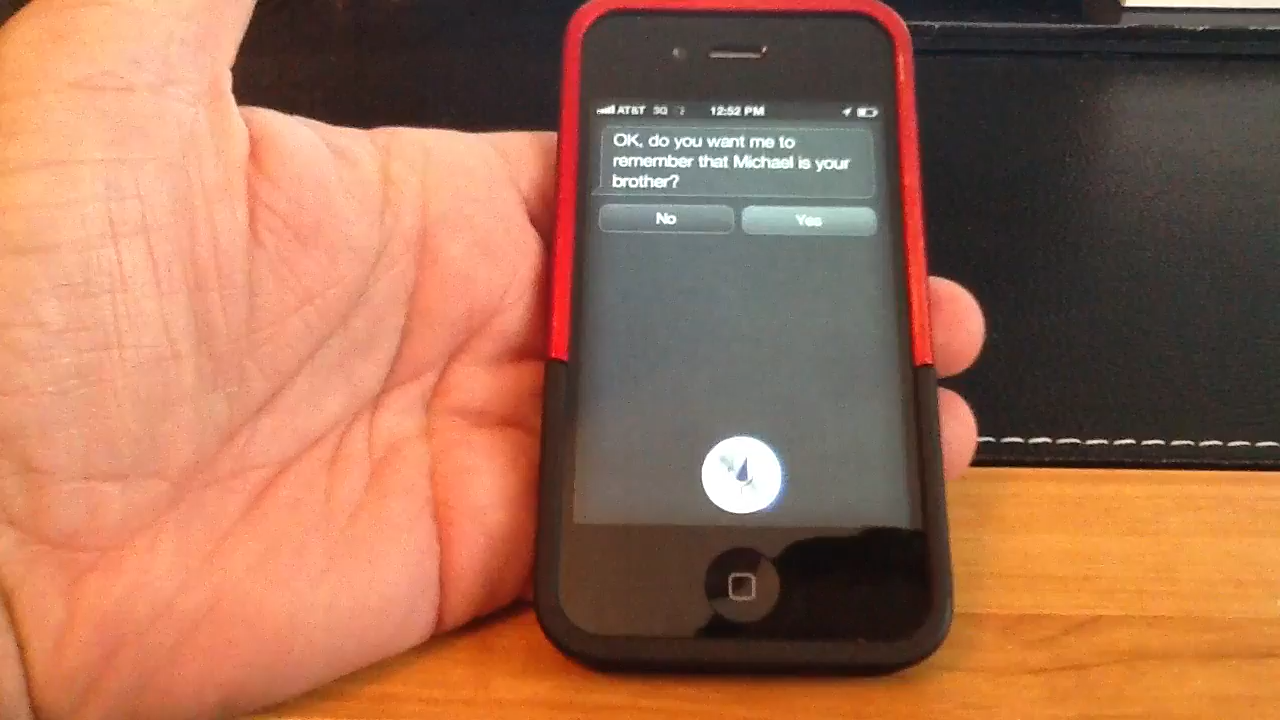 AT&T 3G 12:52 PM
OK, do you want me to
remember that Michael is your
brother?
No Yes